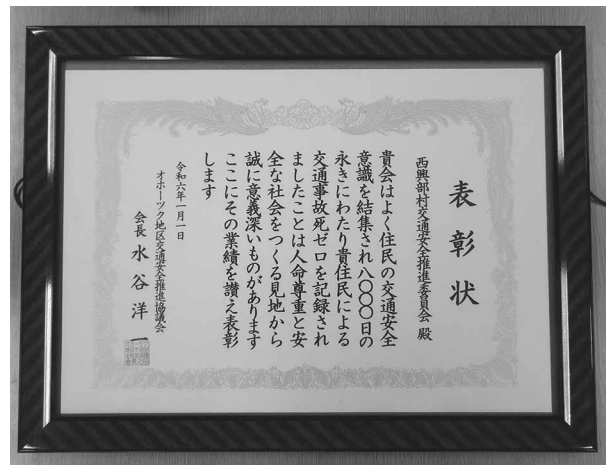 表彰状
西興部村交通安全推進委員会 殿
貴会はよく住民の交通安全
意識を結集され八〇〇〇日の
永きにわたり貴住民による
交通事故死ゼロを記録され
ましたことは人命尊重と安
全な社会をつくる見地から
誠に意義深いものがあります
ここにその業績を讃え表彰
します
令和六年一月一日
オホーツク地区交通安全推進協議会
会長 水谷洋一